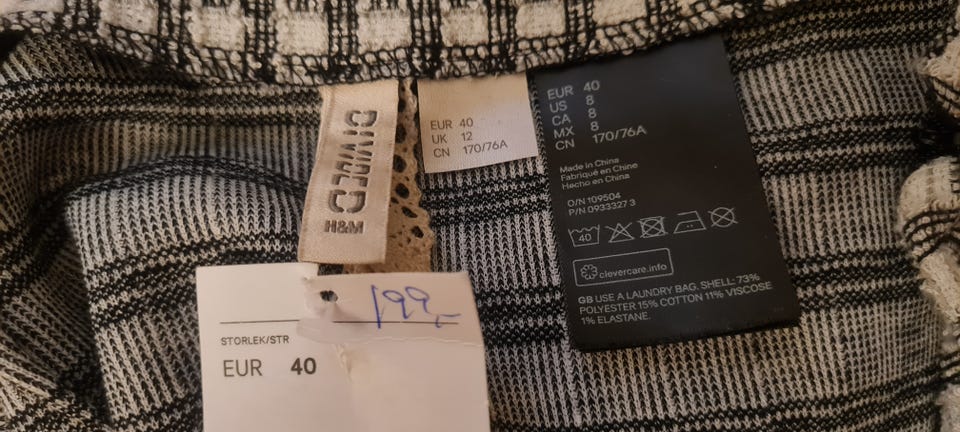 DIVIDED
H&M
EUR 40
UK 12
CN 170/76A
EUR 40
US 8
CA 8
MX 8
CN 170/76A
Made in China
Fabriqué en Chine
Hecho en China
O/N 109504
P/N 0933327 3
40
clevercare.info
GB USE A LAUNDRY BAG. SHELL: 73%
POLYESTER 15% COTTON 11% VISCOSE
1% ELASTANE.
199,-
STORLEK/STR
EUR 40